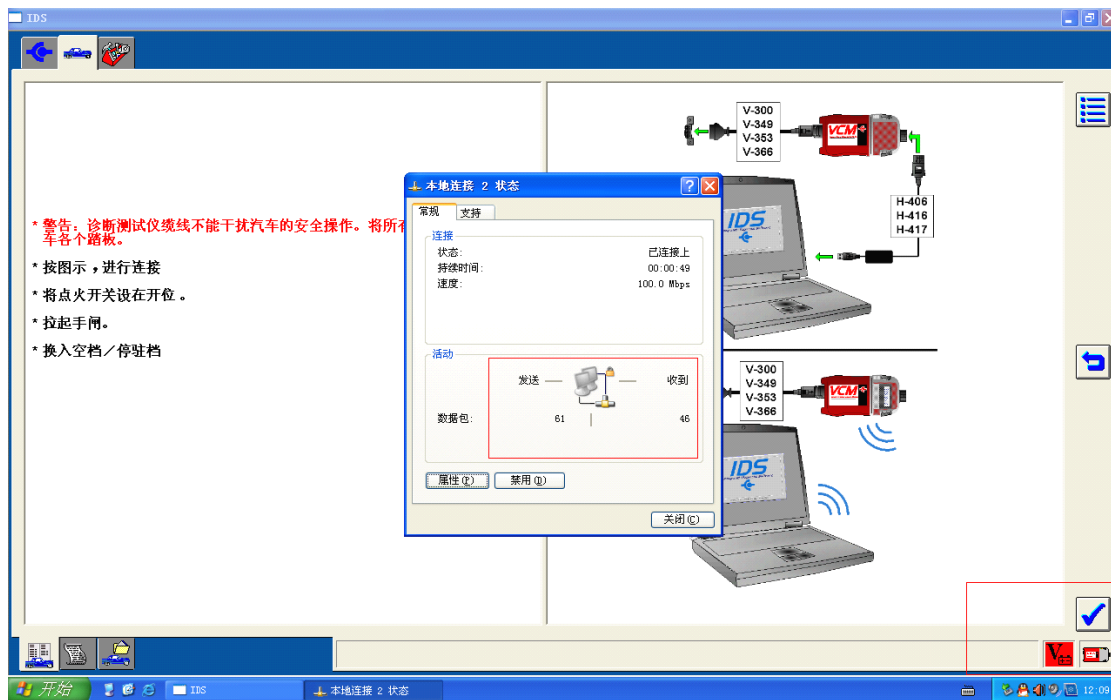 IDS
V-300
V-349
V-353
V-366
VCM
H-406
H-416
H-417
IDS
* 警告：诊断测试仪缆线不能干扰汽车的安全操作。将所有
车各个踏板。
* 按图示，进行连接
* 将点火开关设在开位。
* 拉起手闸。
* 换入空档／停驻档
本地连接 2 状态
常规
支持
连接
状态:
已连接上
持续时间:
00:00:49
速度:
100.0 Mbps
活动
发送
收到
数据包:
61
46
属性(P)
禁用(D)
关闭(C)
V-300
V-349
V-353
V-366
VCM
IDS
开始
IDS
本地连接 2 状态
12:09